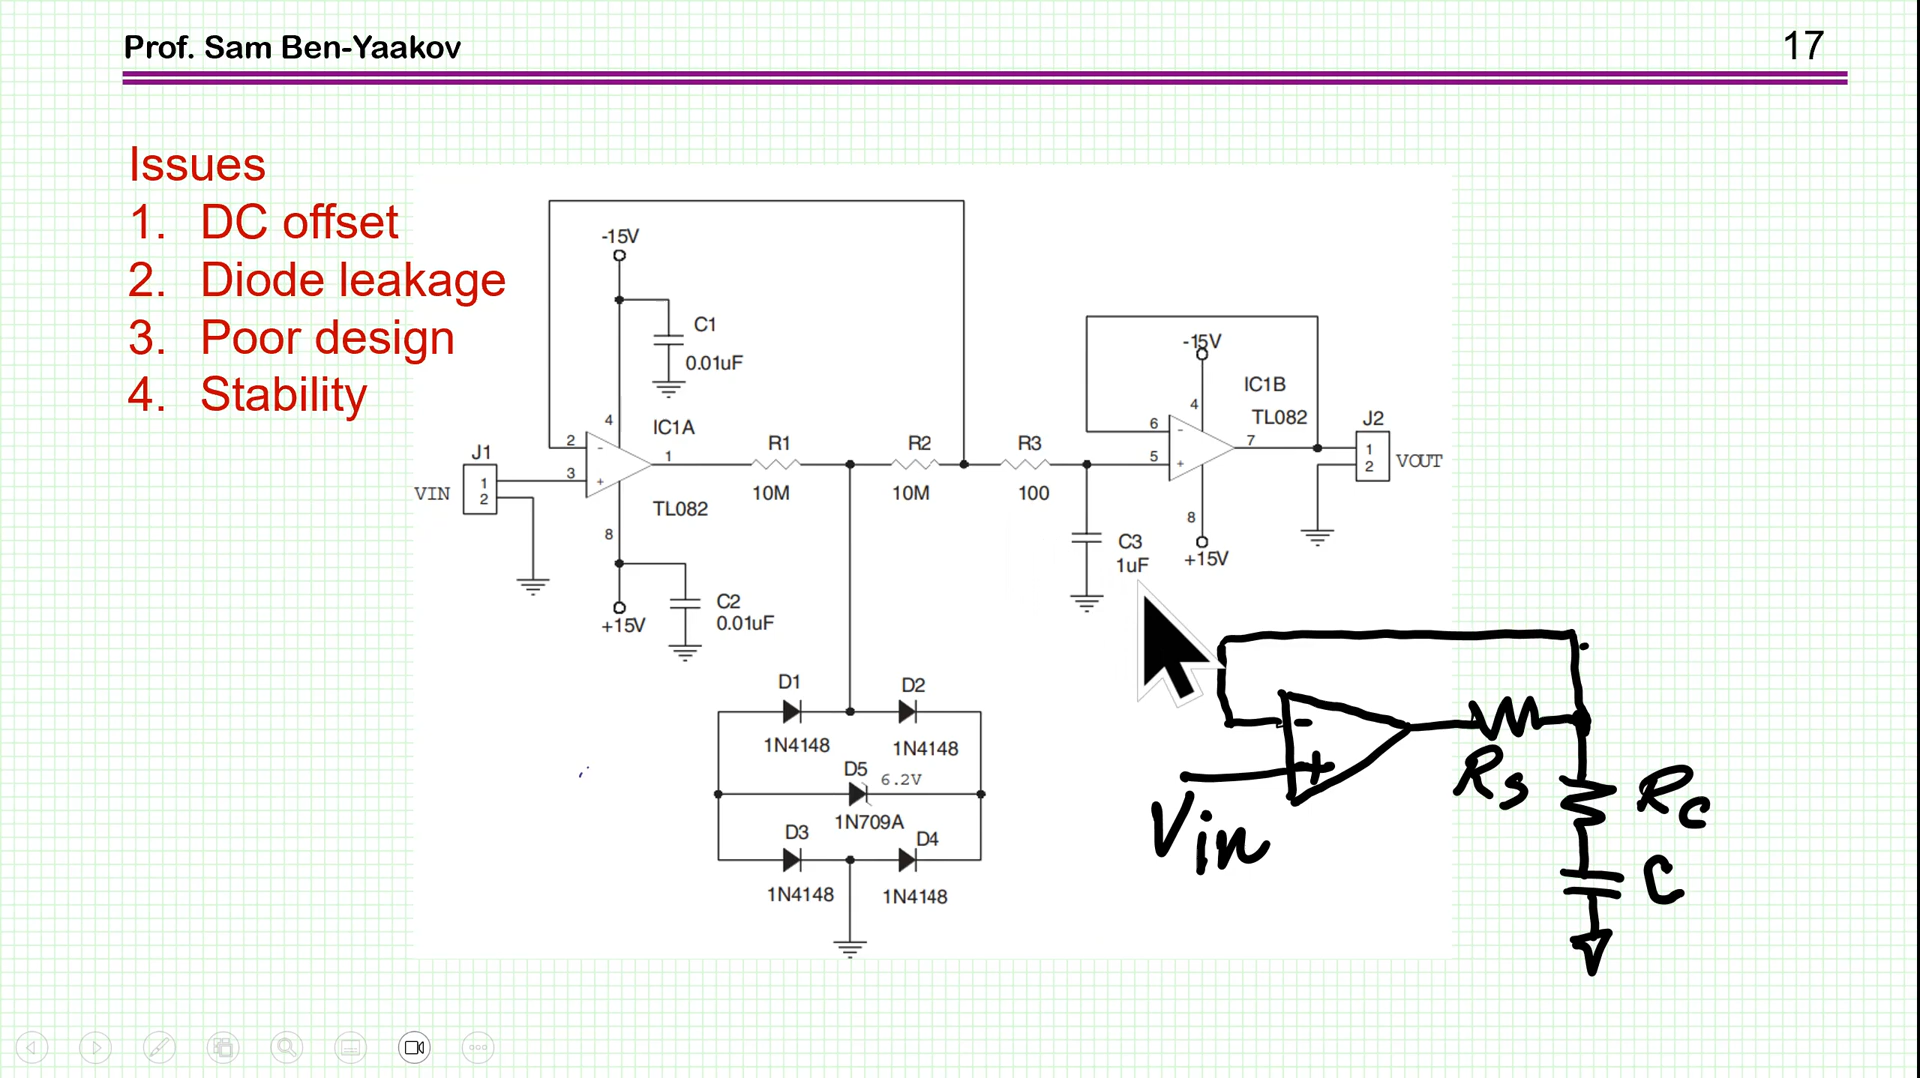 Prof. Sam Ben-Yaakov
17
Issues
1. DC offset
2. Diode leakage
3. Poor design
4. Stability
-15V
C1
0.01uF
4
IC1A
2
-
1
3
+
TL082
8
+15V
C2
0.01uF
J1
1
2
VIN
R1
10M
R2
10M
R3
100
C3
1uF
-15V
4
IC1B
TL082
6
-
7
5
+
8
+15V
J2
1
2
VOUT
D1
1N4148
D2
1N4148
D5
6.2V
1N709A
D3
1N4148
D4
1N4148
-
+
Vin
Rs
Rc
C